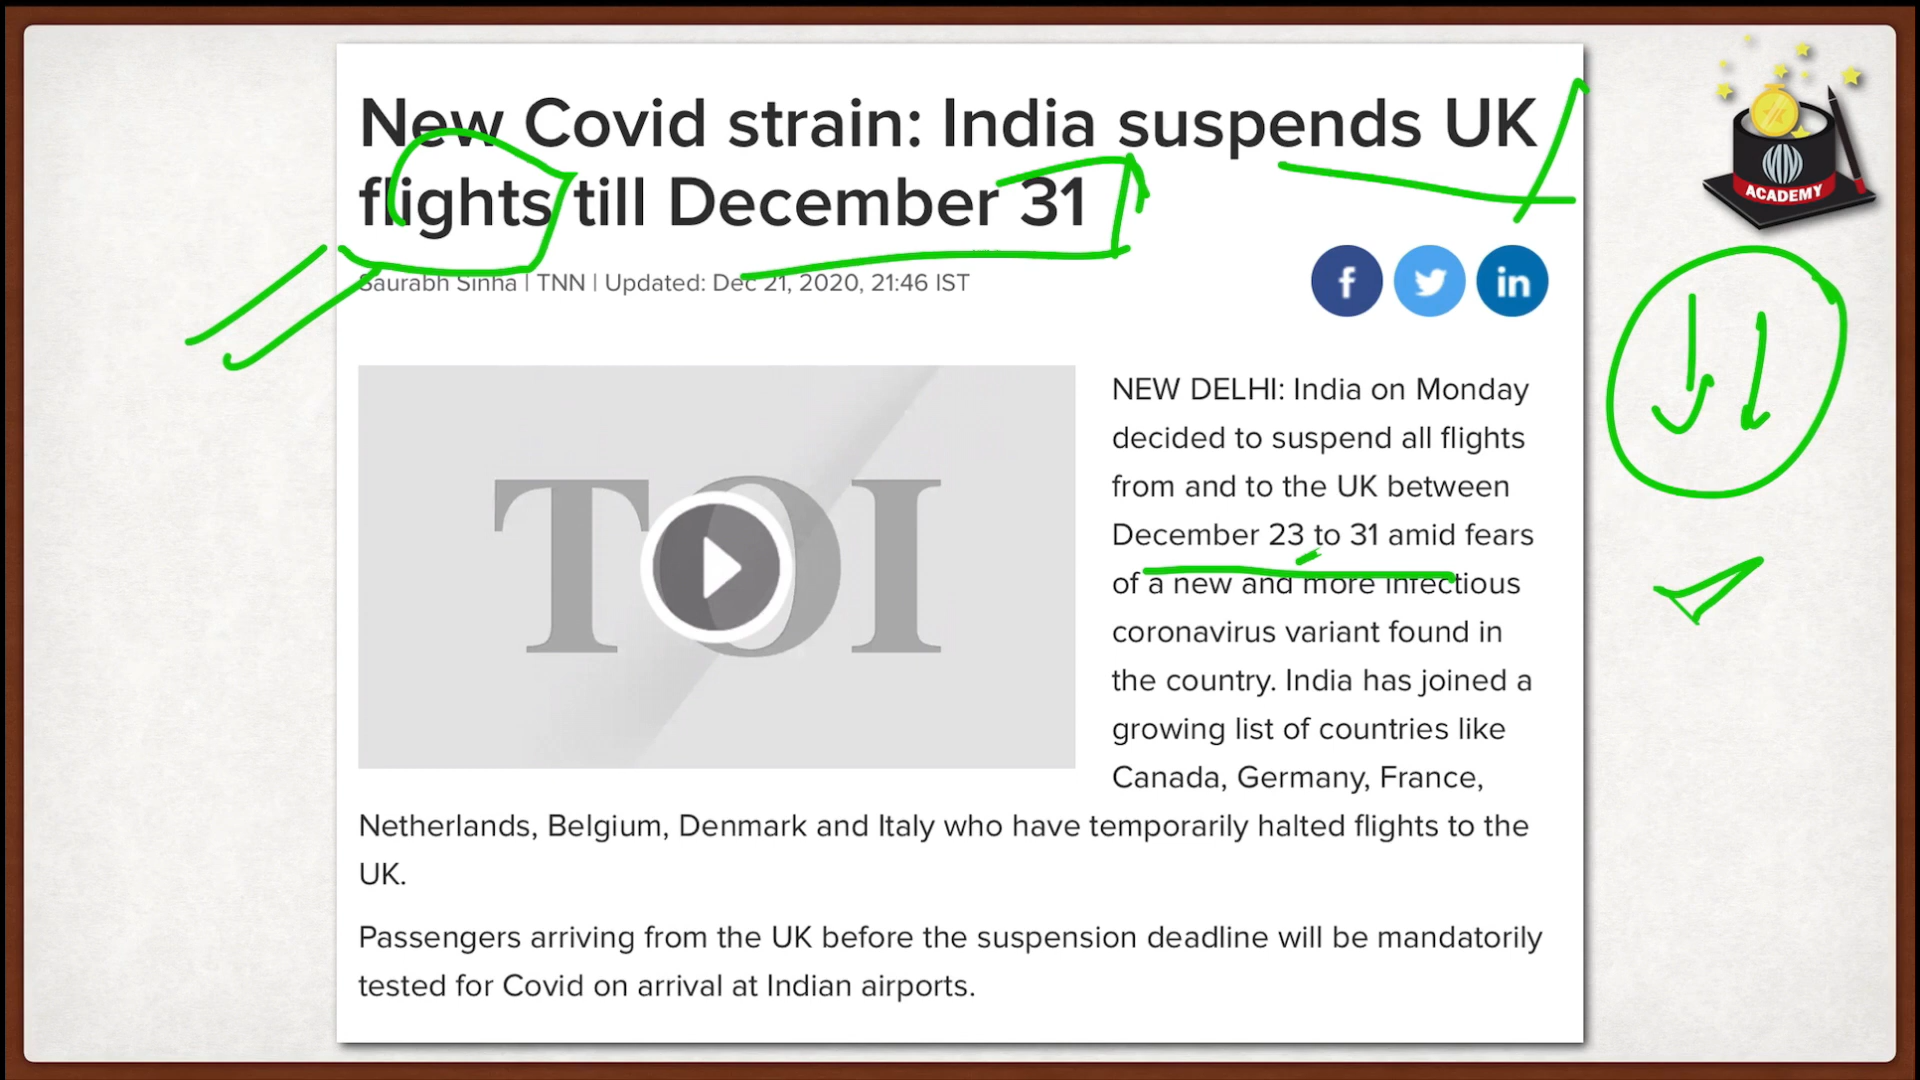 New Covid strain: India suspends UK
flights till December 31
Saurabh Sinha | TNN | Updated: Dec 21, 2020, 21:46 IST
f
in
MN
ACADEMY
TOI
NEW DELHI: India on Monday
decided to suspend all flights
from and to the UK between
December 23 to 31 amid fears
of a new and more infectious
coronavirus variant found in
the country. India has joined a
growing list of countries like
Canada, Germany, France,
Netherlands, Belgium, Denmark and Italy who have temporarily halted flights to the
UK.
Passengers arriving from the UK before the suspension deadline will be mandatorily
tested for Covid on arrival at Indian airports.